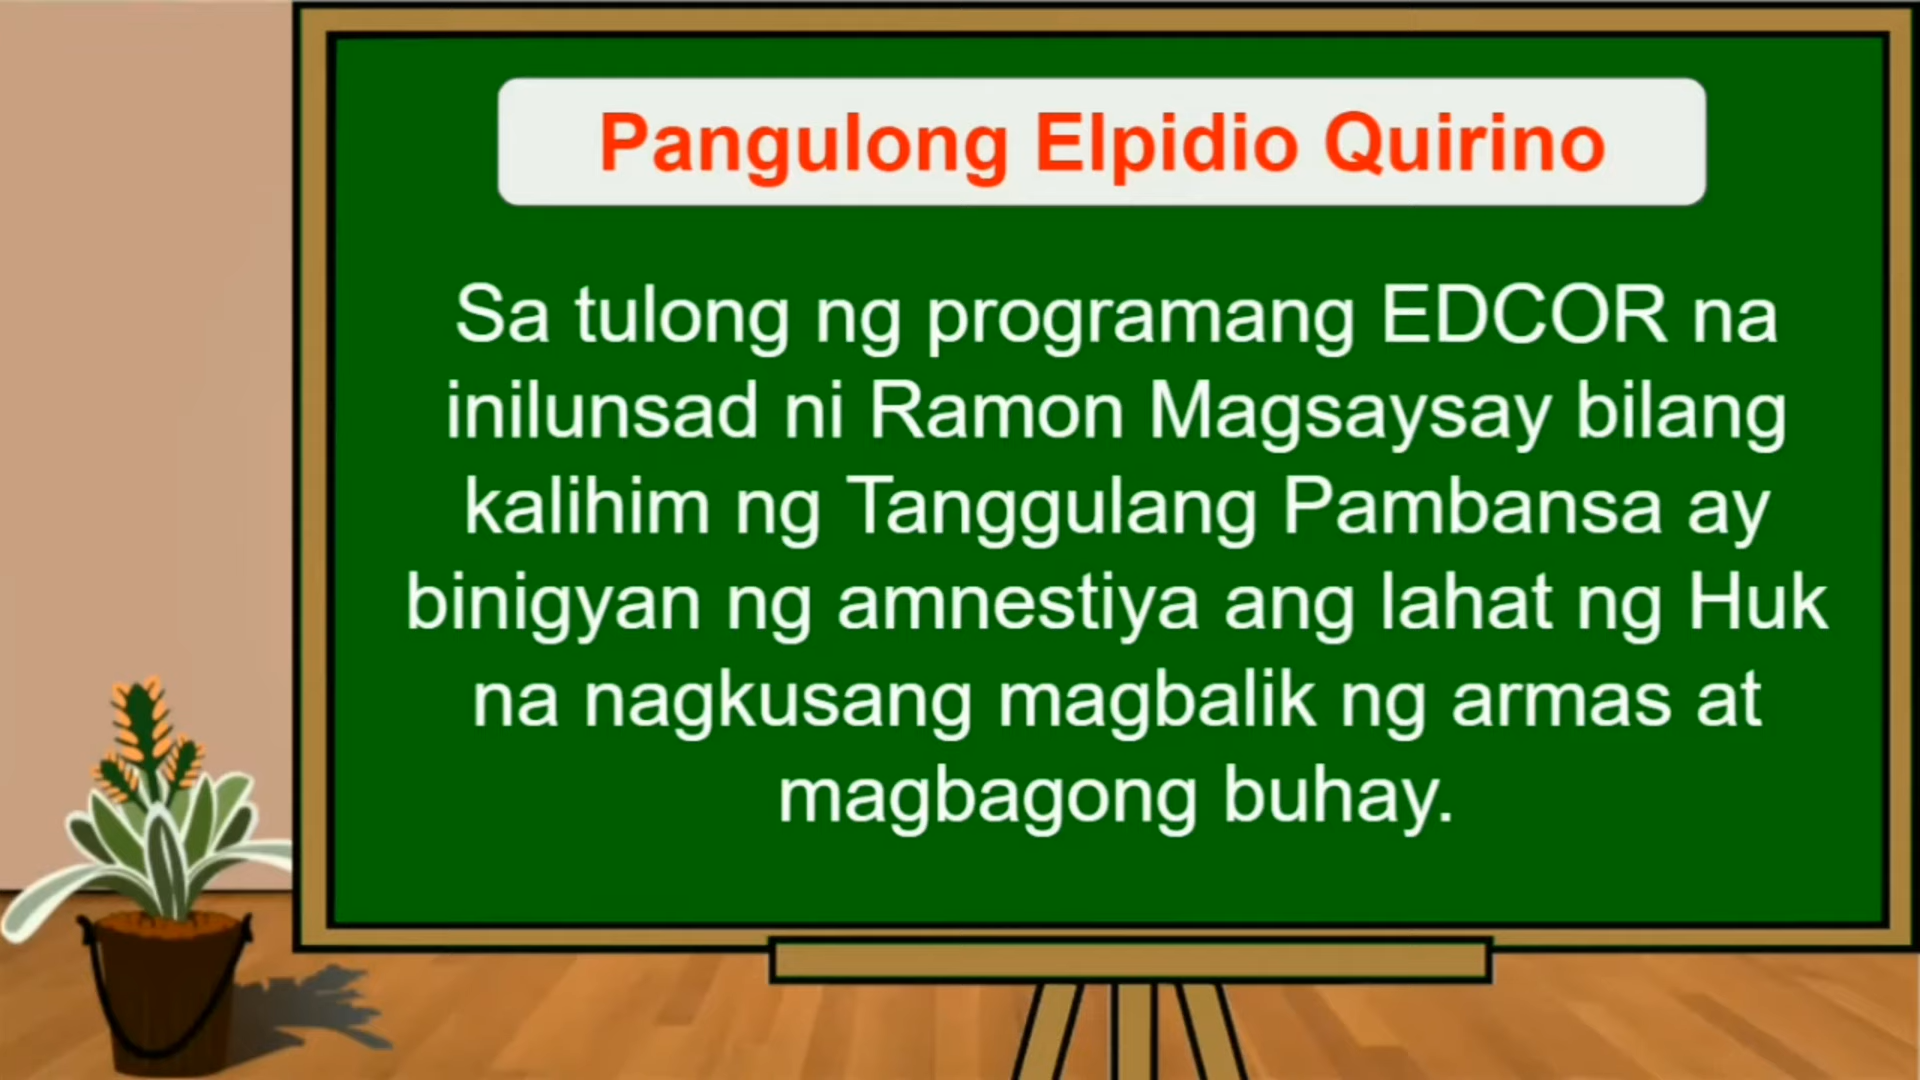 Pangulong Elpidio Quirino
Sa tulong ng programang EDCOR na
inilunsad ni Ramon Magsaysay bilang
kalihim ng Tanggulang Pambansa ay
binigyan ng amnestiya ang lahat ng Huk
na nagkusang magbalik ng armas at
magbagong buhay.